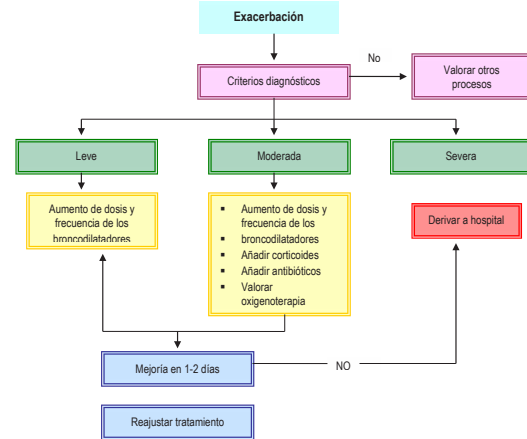 Exacerbación
No
Criterios diagnósticos
Valorar otros
procesos
Leve
Moderada
Severa
Aumento de dosis y
frecuencia de los
broncodilatadores
▪ Aumento de dosis y
frecuencia de los
▪ broncodilatadores
▪ Añadir corticoides
▪ Añadir antibióticos
▪ Valorar
oxigenoterapia
Derivar a hospital
Mejoría en 1-2 días
NO
Reajustar tratamiento